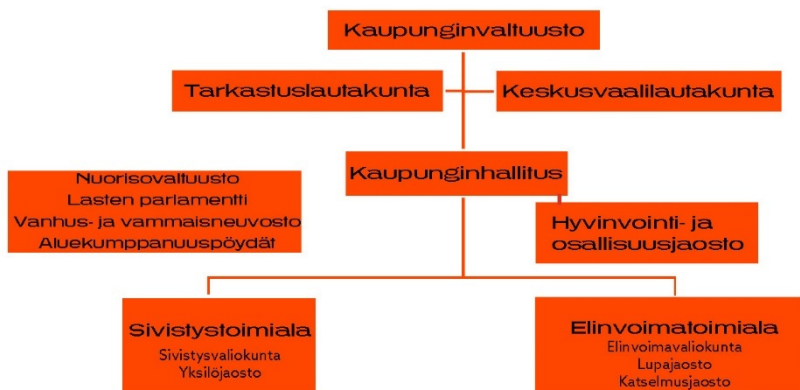 Kaupunginvaltuusto
Tarkastuslautakunta
Keskusvaalilautakunta
Kaupunginhallitus
Nuorisovaltuusto
Lasten parlamentti
Vanhus- ja vammaisneuvosto
Aluekumppanuuspöydät
Hyvinvointi- ja
osallisuusjaosto
Sivistystoimiala
Sivistysvaliokunta
Yksilöjaosto
Elinvoimatoimiala
Elinvoimavaliokunta
Lupajaosto
Katselmusjaosto